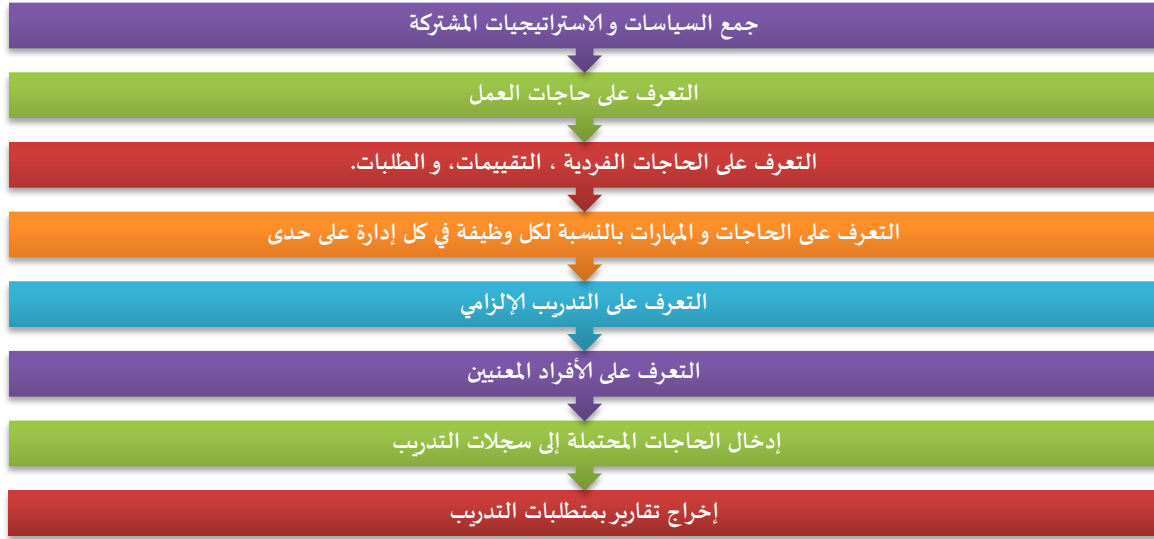 جمع السياسات و الاستراتيجيات المشتركة
التعرف على حاجات العمل
التعرف على الحاجات الفردية ، التقييمات، و الطلبات.
التعرف على الحاجات و المهارات بالنسبة لكل وظيفة في كل إدارة على حدى
التعرف على التدريب الإلزامي
التعرف على الأفراد المعنيين
إدخال الحاجات المحتملة إلى سجلات التدريب
إخراج تقارير بمتطلبات التدريب